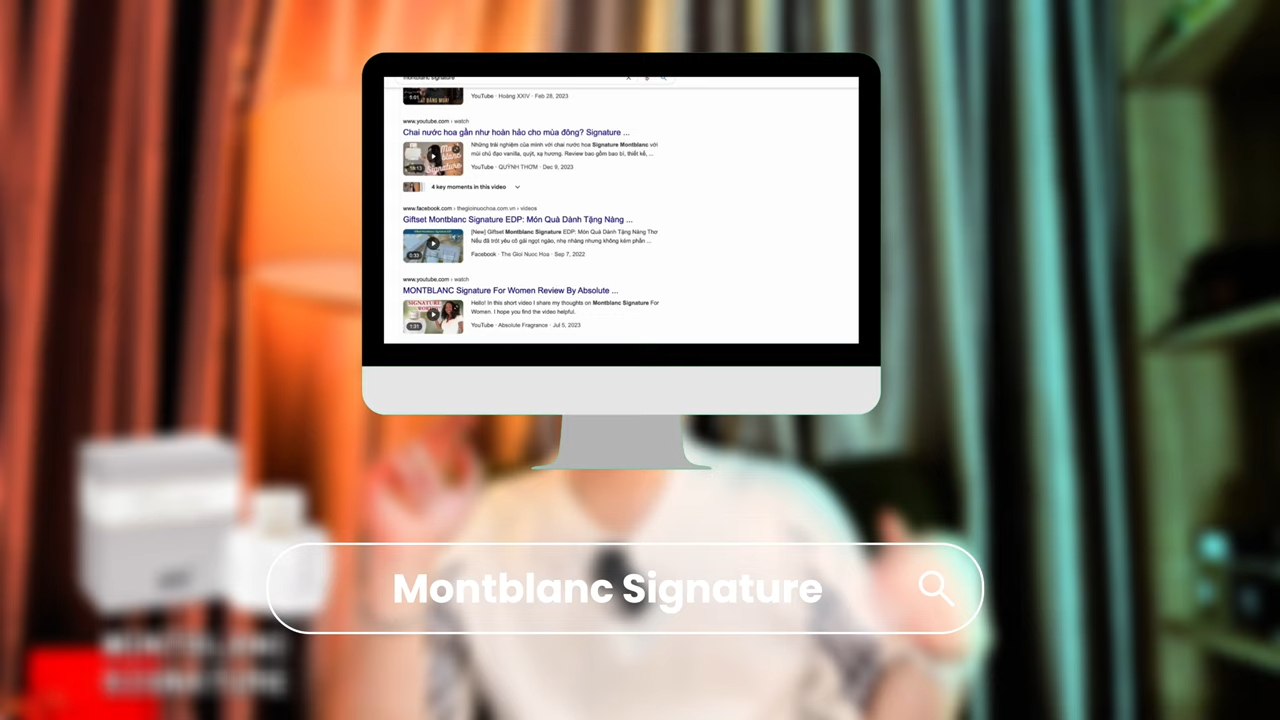 montblanc signature
5:01
YouTube · Hoàng XXIV · Feb 28, 2023
www.youtube.com › watch
Chai nước hoa gần như hoàn hảo cho mùa đông? Signature ...
Những trải nghiệm của mình với chai nước hoa Signature Montblanc với
mùi chủ đạo vanilla, quýt, xạ hương. Review bao gồm bao bì, thiết kế, ...
YouTube · QUỲNH THƠM · Dec 9, 2023
4 key moments in this video
www.facebook.com › thegioinuochoa.com.vn › videos
Giftset Montblanc Signature EDP: Món Quà Dành Tặng Nàng ...
[New] Giftset Montblanc Signature EDP: Món Quà Dành Tặng Nàng Thơ
Nếu đã trót yêu cô gái ngọt ngào, nhẹ nhàng nhưng không kém phần ...
0:33
Facebook · The Gioi Nuoc Hoa · Sep 7, 2022
www.youtube.com › watch
MONTBLANC Signature For Women Review By Absolute ...
SIGNATURE
Hello! In this short video I share my thoughts on Montblanc Signature For
Women. I hope you find the video helpful.
1:31
YouTube · Absolute Fragrance · Jul 5, 2023
Montblanc Signature
MONTBLANC
SIGNATURE